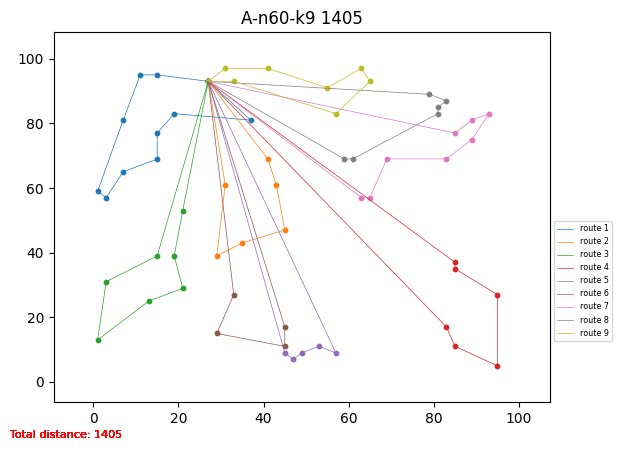 A-n60-k9 1405
100
80
60
40
20
0
0 20 40 60 80 100
route 1
route 2
route 3
route 4
route 5
route 6
route 7
route 8
route 9
Total distance: 1405